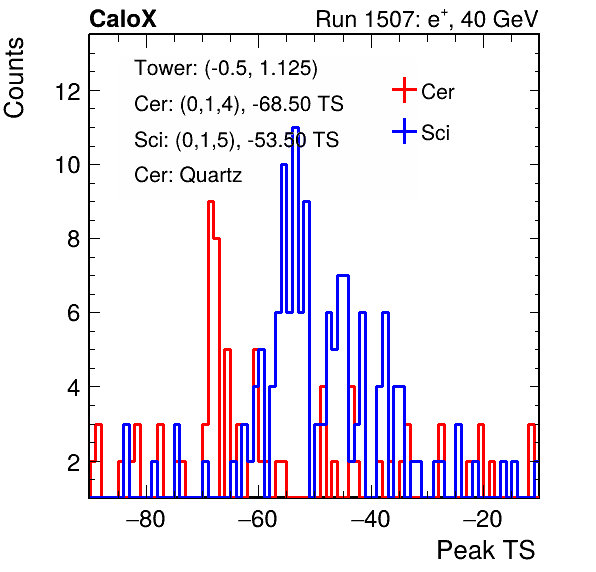 CaloX Run 1507: e⁺, 40 GeV
Counts
Tower: (-0.5, 1.125)
Cer: (0,1,4), -68.50 TS
Sci: (0,1,5), -53.50 TS
Cer: Quartz
Cer
Sci
12
10
8
6
4
2
−80 −60 −40 −20
Peak TS